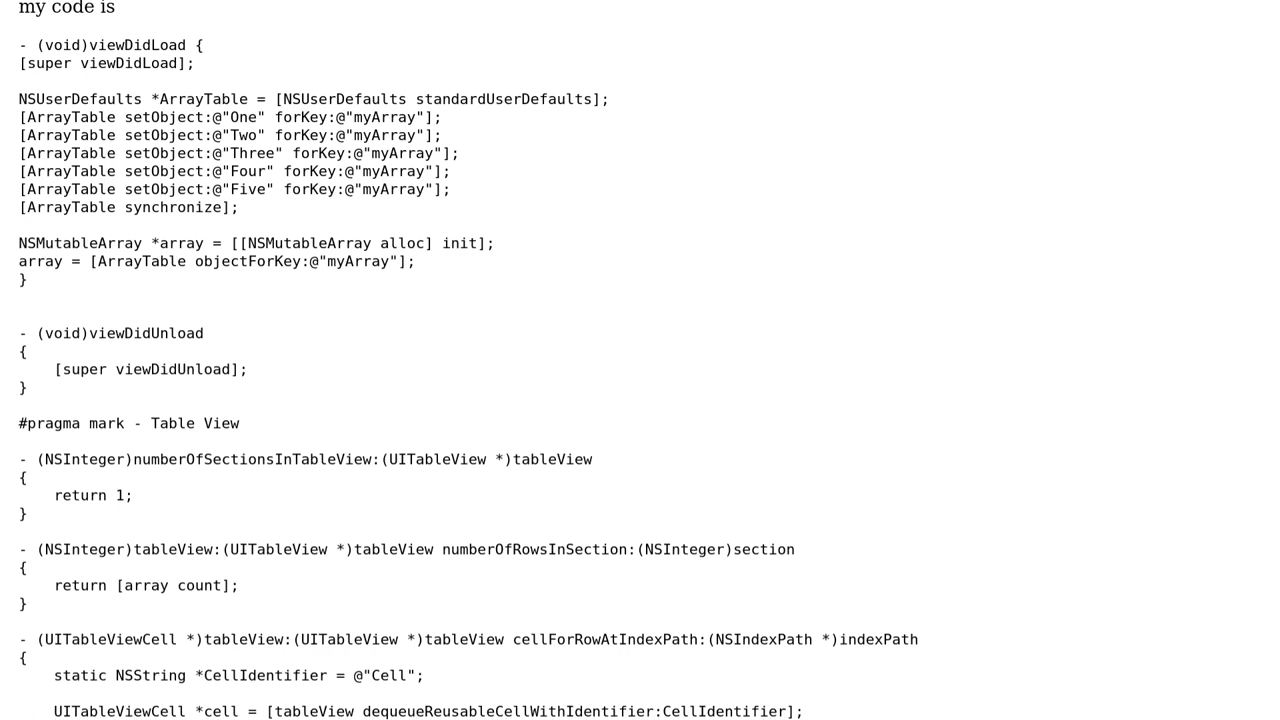 my code is
- (void)viewDidLoad {
[super viewDidLoad];
NSUserDefaults *ArrayTable = [NSUserDefaults standardUserDefaults];
[ArrayTable setObject:@"One" forKey:@"myArray"];
[ArrayTable setObject:@"Two" forKey:@"myArray"];
[ArrayTable setObject:@"Three" forKey:@"myArray"];
[ArrayTable setObject:@"Four" forKey:@"myArray"];
[ArrayTable setObject:@"Five" forKey:@"myArray"];
[ArrayTable synchronize];
NSMutableArray *array = [[NSMutableArray alloc] init];
array = [ArrayTable objectForKey:@"myArray"];
}
- (void)viewDidUnload
{
    [super viewDidUnload];
}
#pragma mark - Table View
- (NSInteger)numberOfSectionsInTableView:(UITableView *)tableView
{
    return 1;
}
- (NSInteger)tableView:(UITableView *)tableView numberOfRowsInSection:(NSInteger)section
{
    return [array count];
}
- (UITableViewCell *)tableView:(UITableView *)tableView cellForRowAtIndexPath:(NSIndexPath *)indexPath
{
    static NSString *CellIdentifier = @"Cell";
    UITableViewCell *cell = [tableView dequeueReusableCellWithIdentifier:CellIdentifier];